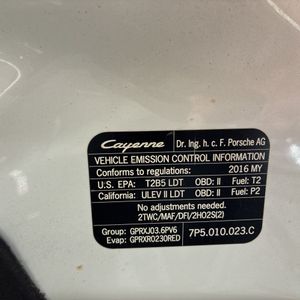 Cayenne Dr. Ing. h. c. F. Porsche AG
VEHICLE EMISSION CONTROL INFORMATION
Conforms to regulations: 2016 MY
U.S. EPA: T2B5 LDT OBD: II Fuel: T2
California: ULEV II LDT OBD: II Fuel: P2
No adjustments needed.
2TWC/MAF/DFI/2HO2S(2)
Group: GPRXJ03.6PV6
Evap: GPRXR0230RED 7P5.010.023.C